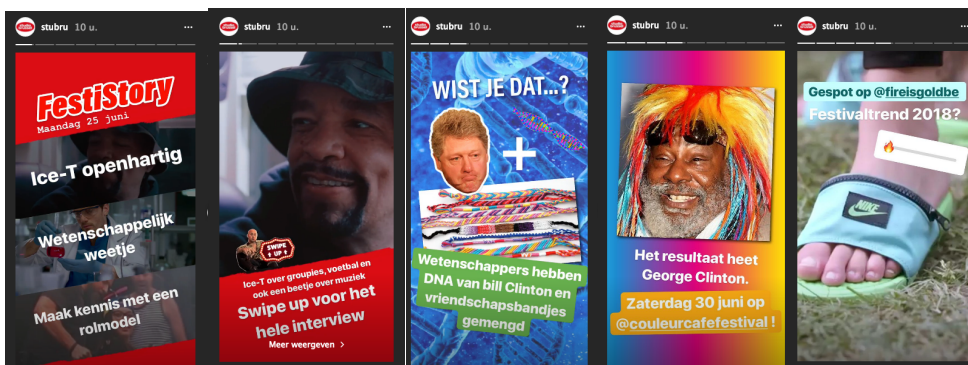 stubru 10 u.
FestiStory
Maandag 25 juni
Ice-T openhartig
Wetenschappelijk
weetje
Maak kennis met een
rolmodel
stubru 10 u.
SWIPE
UP
Ice-T over groupies, voetbal en
ook een beetje over muziek
Swipe up voor het
hele interview
Meer weergeven
stubru 10 u.
WIST JE DAT...?
+
Wetenschappers hebben
DNA van bill Clinton en
vriendschapsbandjes
gemengd
stubru 10 u.
Het resultaat heet
George Clinton.
Zaterdag 30 juni op
@couleurcafefestival !
stubru 10 u.
Gespot op @fireisgoldbe
Festivaltrend 2018?
NIKE